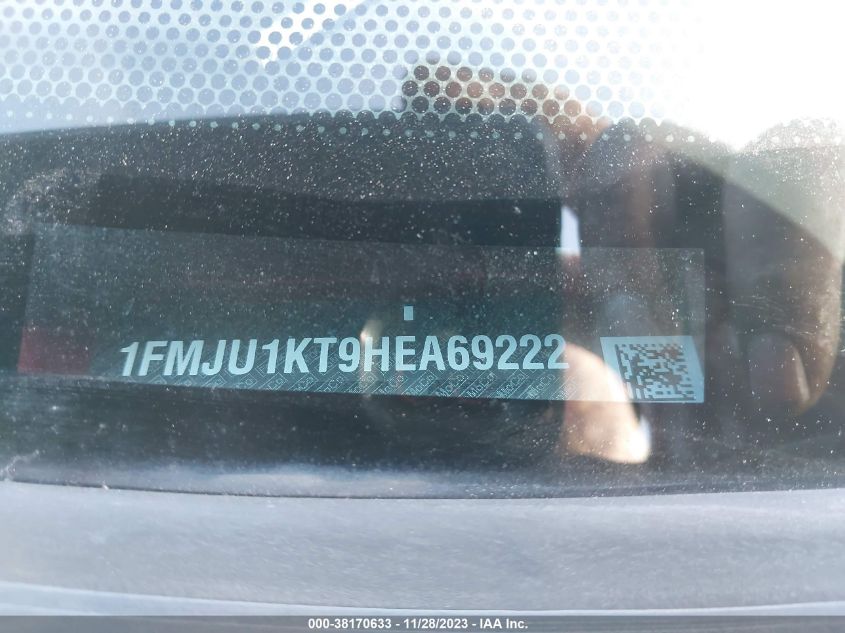 1FMJU1KT9HEA69222
000-38170633 - 11/28/2023 - IAA Inc.